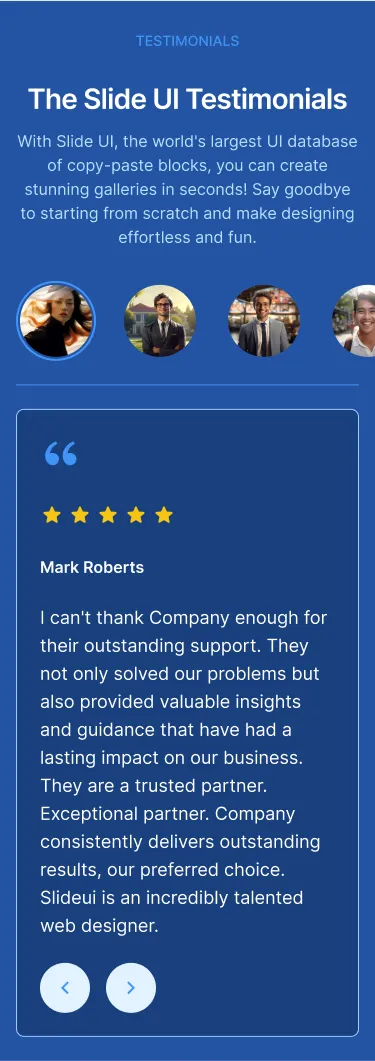 TESTIMONIALS
The Slide UI Testimonials
With Slide UI, the world's largest UI database
of copy-paste blocks, you can create
stunning galleries in seconds! Say goodbye
to starting from scratch and make designing
effortless and fun.
“
Mark Roberts
I can't thank Company enough for
their outstanding support. They
not only solved our problems but
also provided valuable insights
and guidance that have had a
lasting impact on our business.
They are a trusted partner.
Exceptional partner. Company
consistently delivers outstanding
results, our preferred choice.
Slideui is an incredibly talented
web designer.